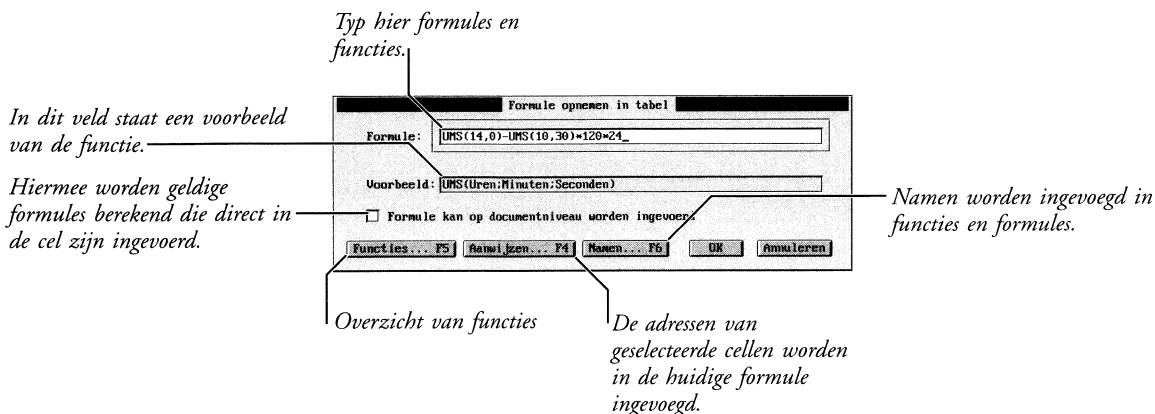 Typ hier formules en
functies.
In dit veld staat een voorbeeld
van de functie.
Hiermee worden geldige
formules berekend die direct in
de cel zijn ingevoerd.
Formule opnemen in tabel
Formule: UMS(14,0)-UMS(10,30)*120*24_
Voorbeeld: UMS(Uren;Minuten;Seconden)
Formule kan op documentniveau worden ingevoer
Functies... F5 Aanwijzen... F4 Namen... F6 OK Annuleren
Namen worden ingevoegd in
functies en formules.
Overzicht van functies
De adressen van
geselecteerde cellen worden
in de huidige formule
ingevoegd.